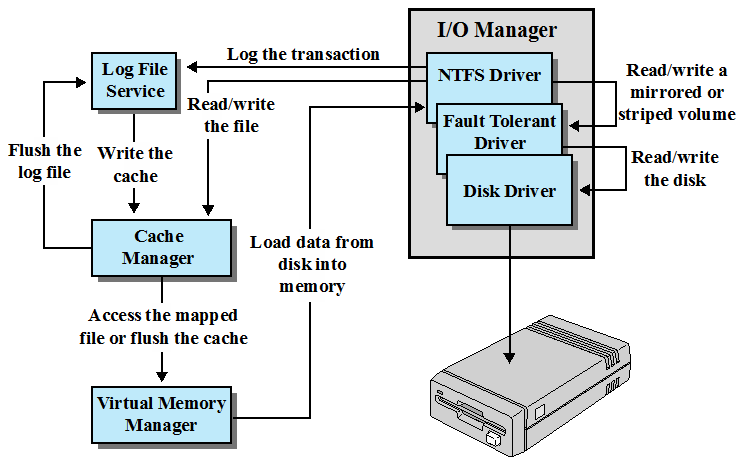 I/O Manager
Log the transaction
Log File
Service
NTFS Driver
Read/write a
mirrored or
striped volume
Read/write
the file
Fault Tolerant
Driver
Flush the
log file
Write the
cache
Read/write
the disk
Disk Driver
Cache
Manager
Load data from
disk into
memory
Access the mapped
file or flush the cache
Virtual Memory
Manager